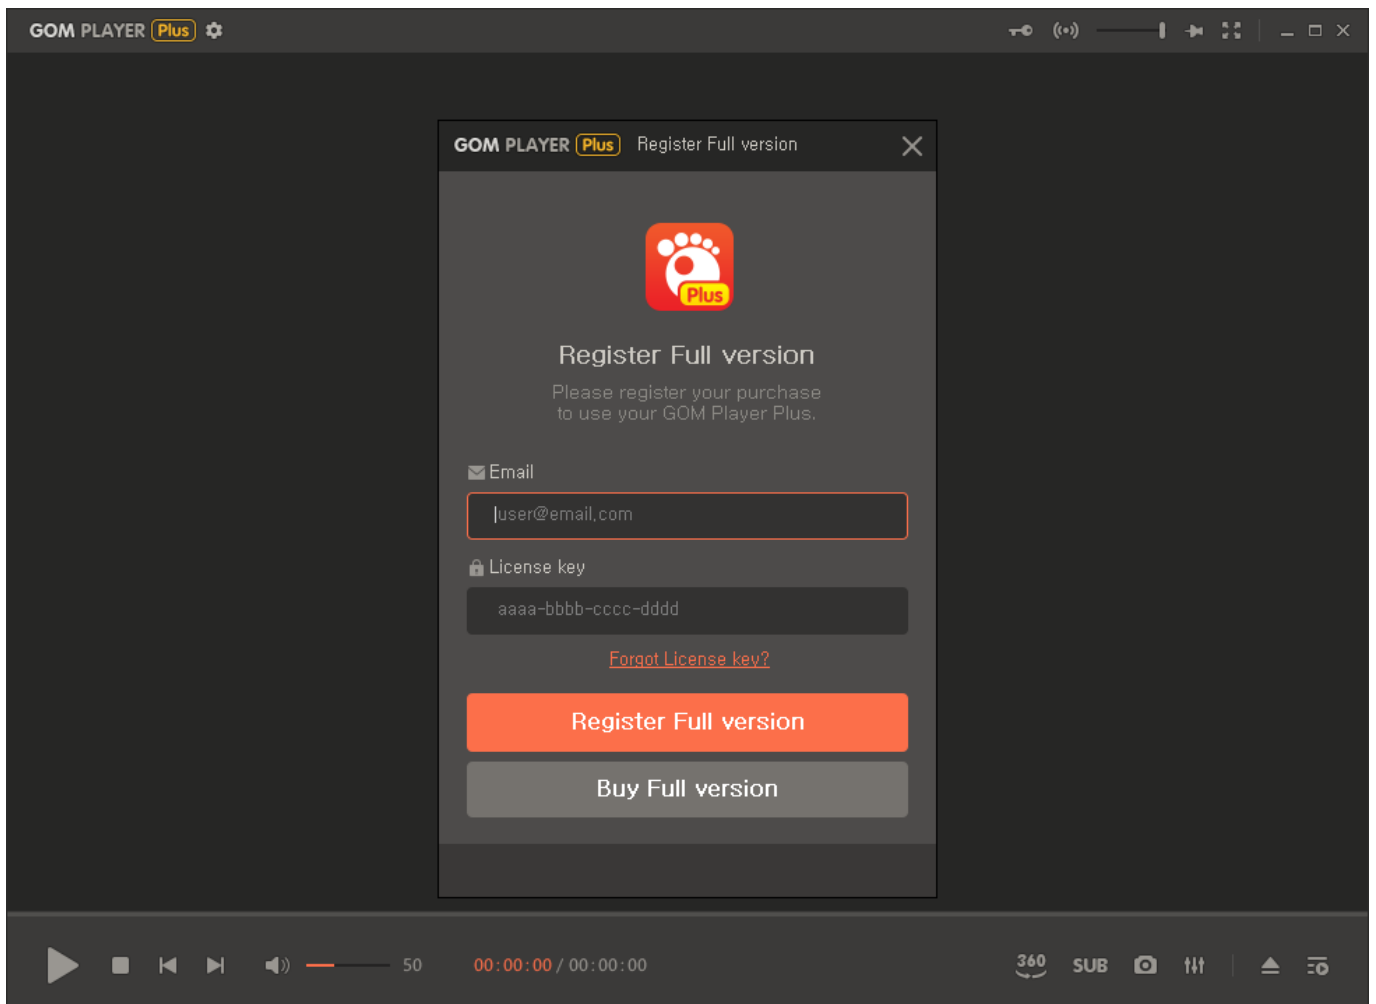 GOM PLAYER Plus
GOM PLAYER Plus Register Full version
Plus
Register Full version
Please register your purchase
to use your GOM Player Plus.
Email
user@email.com
License key
aaaa-bbbb-cccc-dddd
Forgot License key?
Register Full version
Buy Full version
50 00:00:00 / 00:00:00 360 SUB